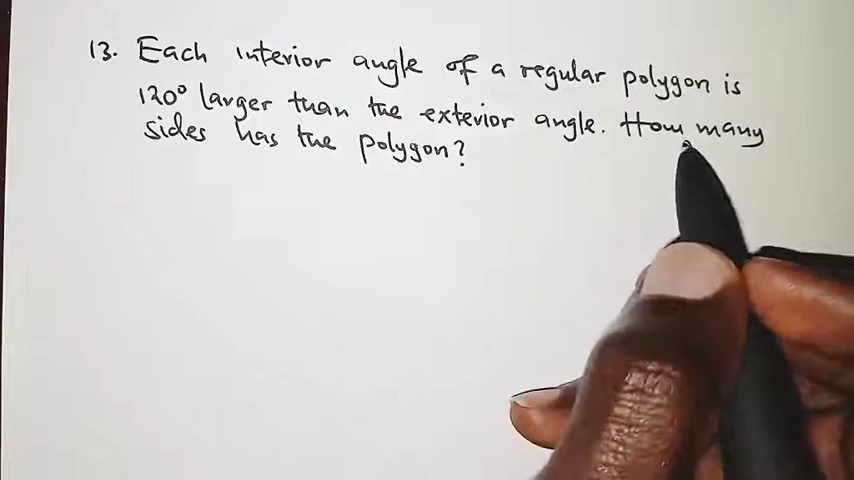 13. Each interior angle of a regular polygon is
120° larger than the exterior angle. How many
sides has the polygon?